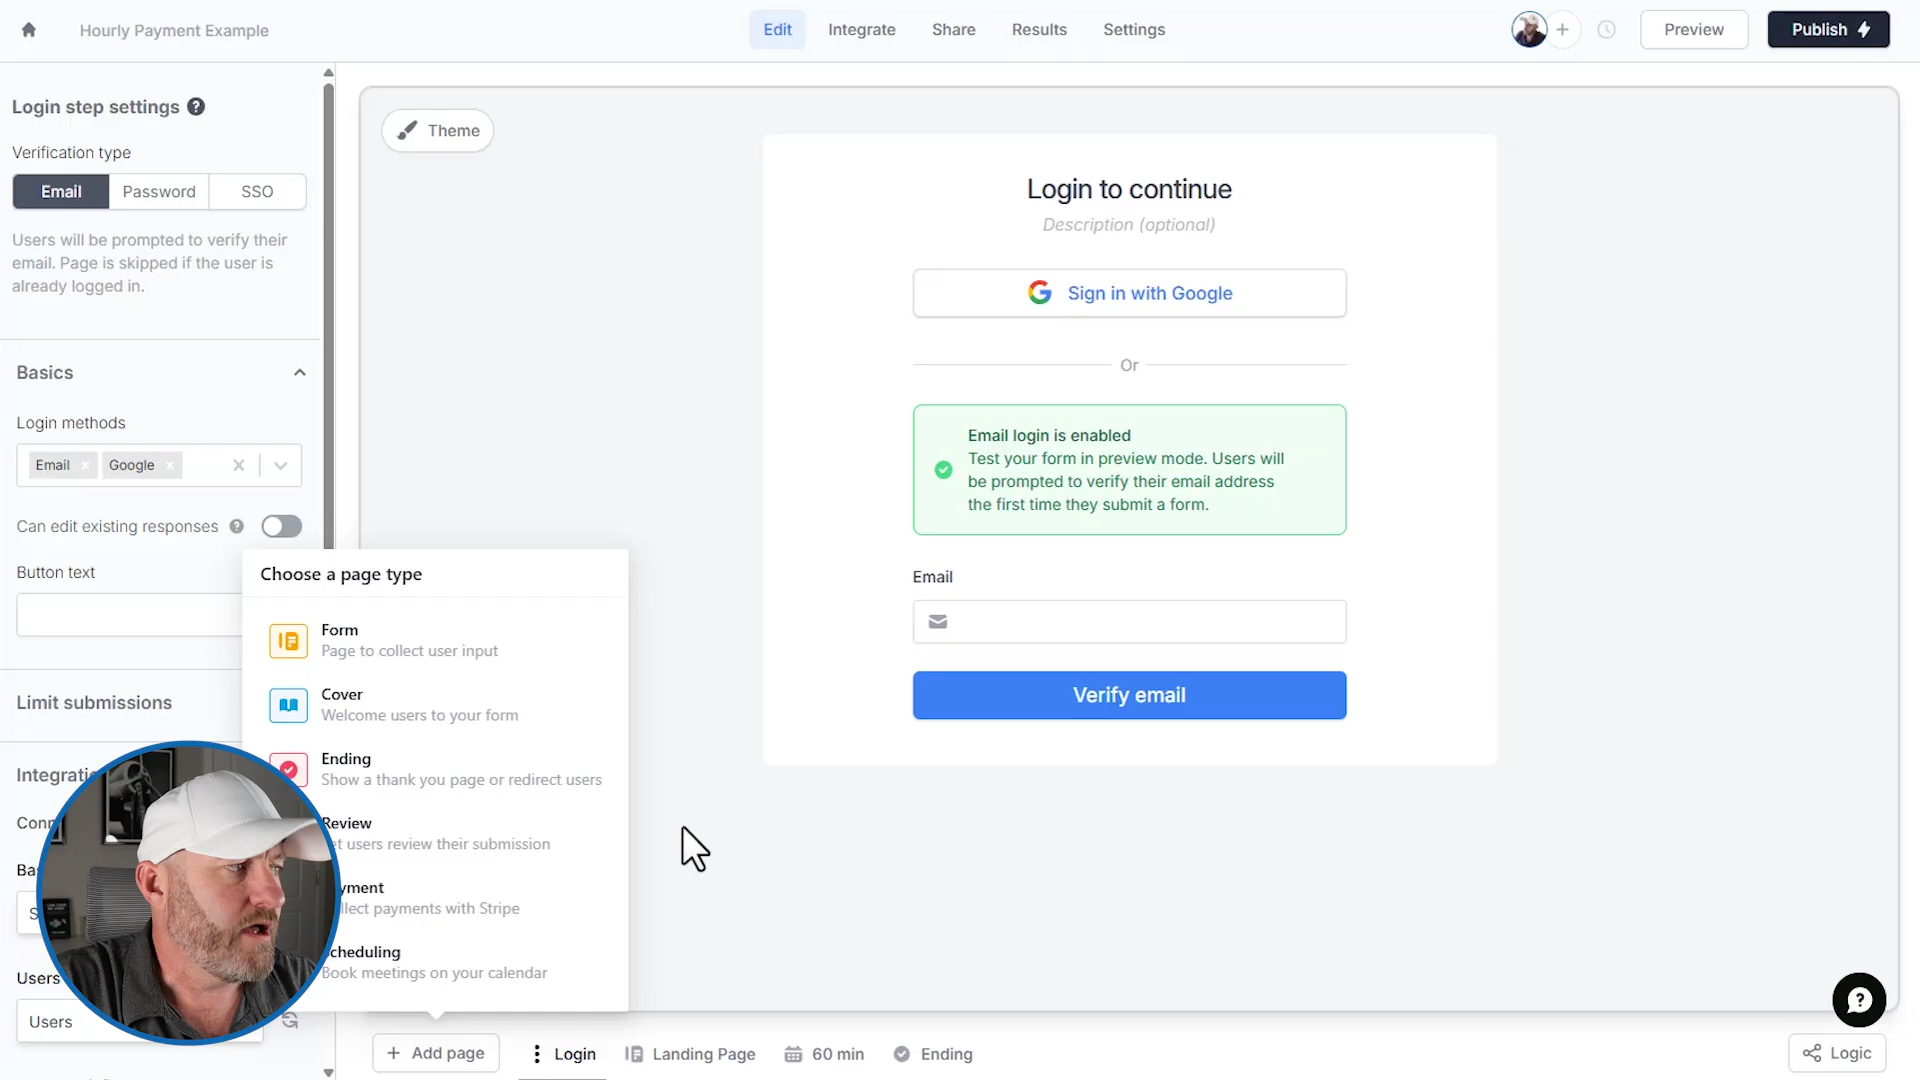 Hourly Payment Example
Edit
Integrate
Share
Results
Settings
Preview
Publish
Login step settings
Verification type
Email
Password
SSO
Users will be prompted to verify their
email. Page is skipped if the user is
already logged in.
Basics
Login methods
Email
Google
Can edit existing responses
Button text
Limit submissions
Users
Users
Theme
Login to continue
Description (optional)
Sign in with Google
Or
Email login is enabled
Test your form in preview mode. Users will
be prompted to verify their email address
the first time they submit a form.
Email
Verify email
Choose a page type
Form
Page to collect user input
Cover
Welcome users to your form
Ending
Show a thank you page or redirect users
Review
users review their submission
payments with Stripe
Book meetings on your calendar
Add page
Login
Landing Page
60 min
Ending
Logic